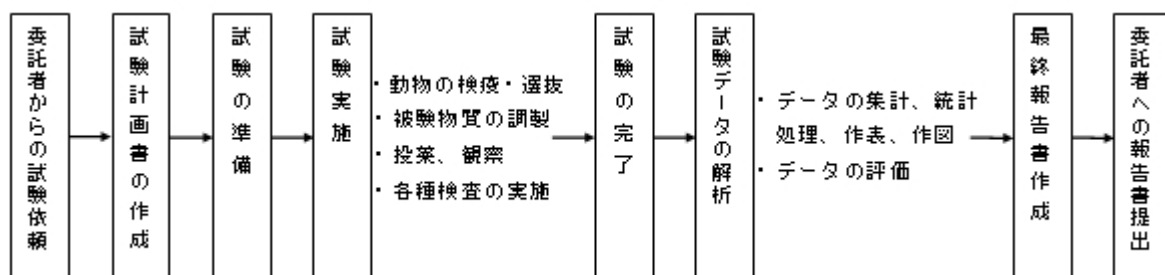 委託者からの試験依頼
試験計画書の作成
試験の準備
試験実施
・動物の検疫・選抜
・被験物質の調製
・投薬、観察
・各種検査の実施
試験の完了
試験データの解析
・データの集計、統計
処理、作表、作図
・データの評価
最終報告書作成
委託者への報告書提出